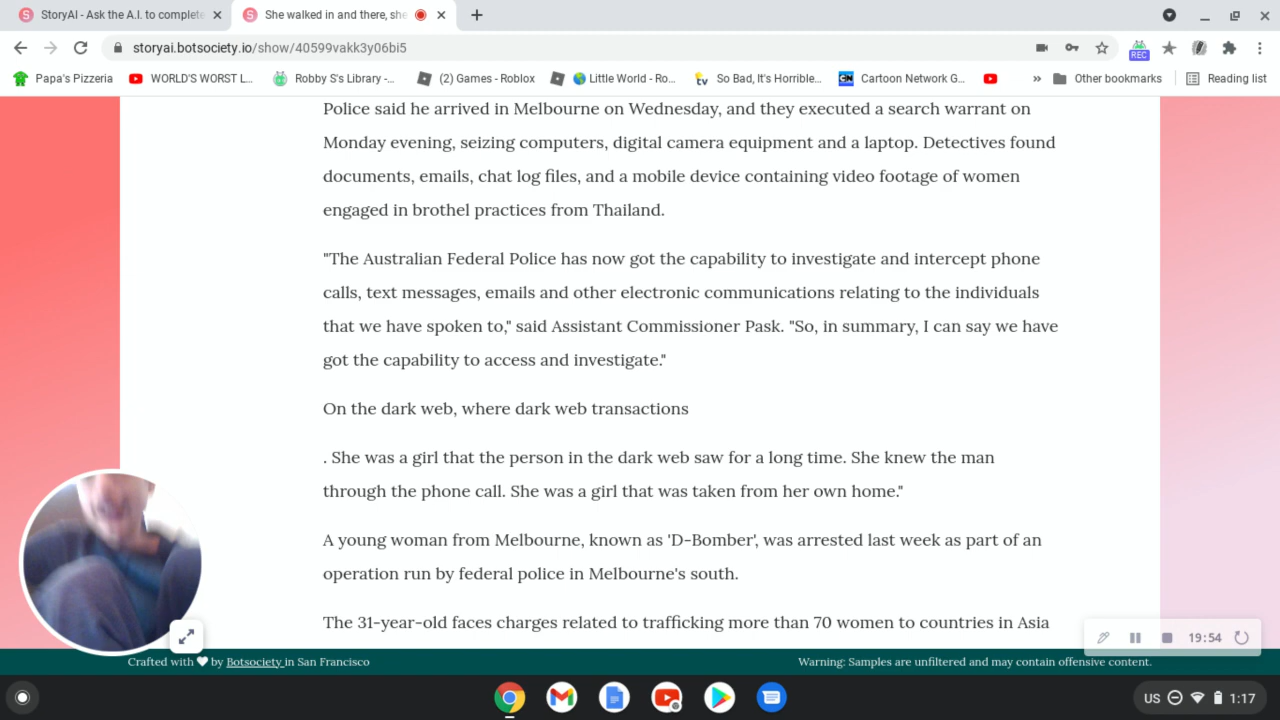 StoryAI - Ask the A.I. to complete
She walked in and there, she
storyai.botsociety.io/show/40599vakk3y06bi5
REC
Papa's Pizzeria
WORLD'S WORST L...
Robby S's Library -...
(2) Games - Roblox
Little World - Ro...
So Bad, It's Horrible...
Cartoon Network G...
»
Other bookmarks
Reading list
Police said he arrived in Melbourne on Wednesday, and they executed a search warrant on
Monday evening, seizing computers, digital camera equipment and a laptop. Detectives found
documents, emails, chat log files, and a mobile device containing video footage of women
engaged in brothel practices from Thailand.
"The Australian Federal Police has now got the capability to investigate and intercept phone
calls, text messages, emails and other electronic communications relating to the individuals
that we have spoken to," said Assistant Commissioner Pask. "So, in summary, I can say we have
got the capability to access and investigate."
On the dark web, where dark web transactions
. She was a girl that the person in the dark web saw for a long time. She knew the man
through the phone call. She was a girl that was taken from her own home."
A young woman from Melbourne, known as 'D-Bomber', was arrested last week as part of an
operation run by federal police in Melbourne's south.
The 31-year-old faces charges related to trafficking more than 70 women to countries in Asia
19:54
Crafted with ❤ by Botsociety in San Francisco
Warning: Samples are unfiltered and may contain offensive content.
US
1:17